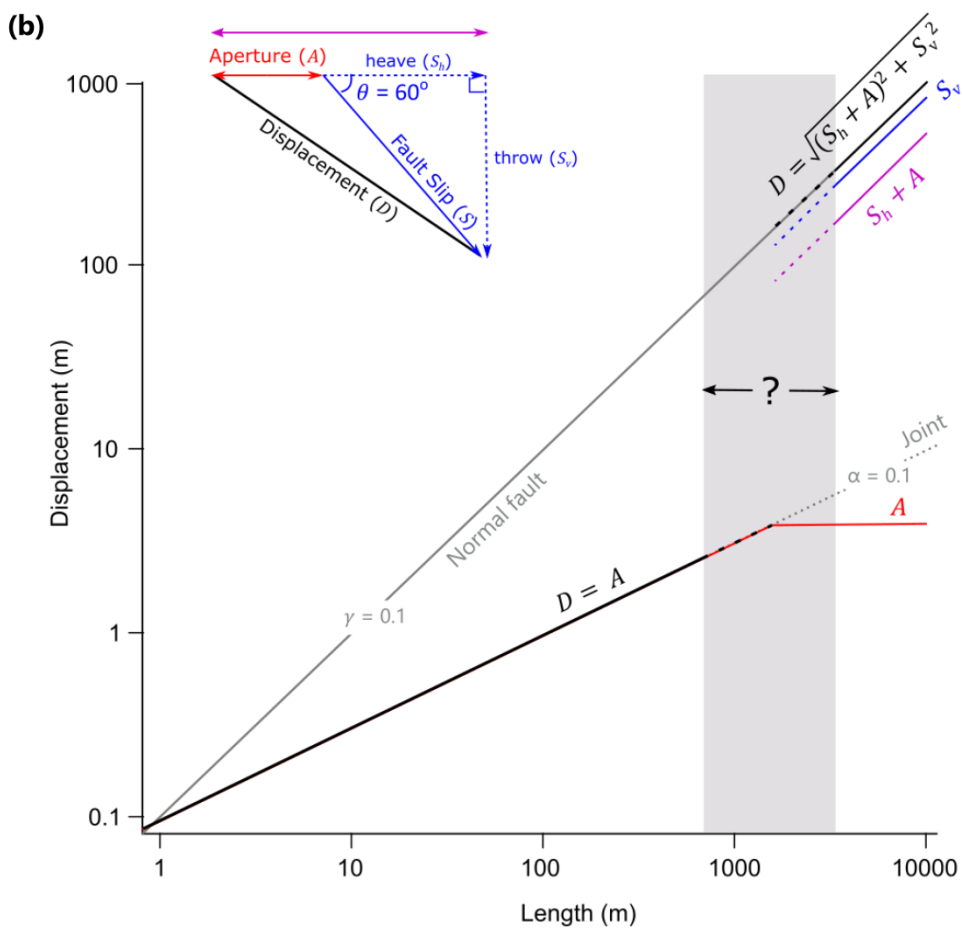 (b)
Aperture (A)
heave (Sₕ)
θ = 60°
Displacement (D)
Fault Slip (S)
throw (Sᵥ)
D = √(Sₕ + A)² + Sᵥ²
Sᵥ
Sₕ + A
?
Joint
α = 0.1
A
Normal fault
D = A
γ = 0.1
Displacement (m)
1000
100
10
1
0.1
1
10
100
1000
10000
Length (m)